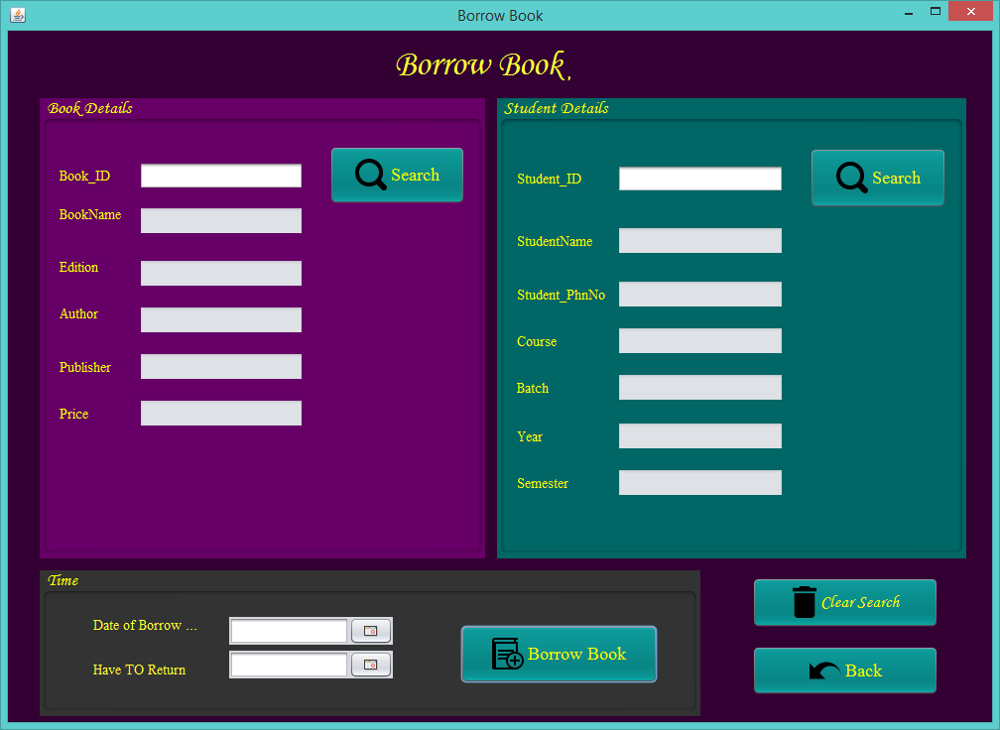 Borrow Book
Borrow Book
Book Details
Book_ID
Search
BookName
Edition
Author
Publisher
Price
Student Details
Student_ID
Search
StudentName
Student_PhnNo
Course
Batch
Year
Semester
Time
Date of Borrow ...
Have TO Return
Borrow Book
Clear Search
Back